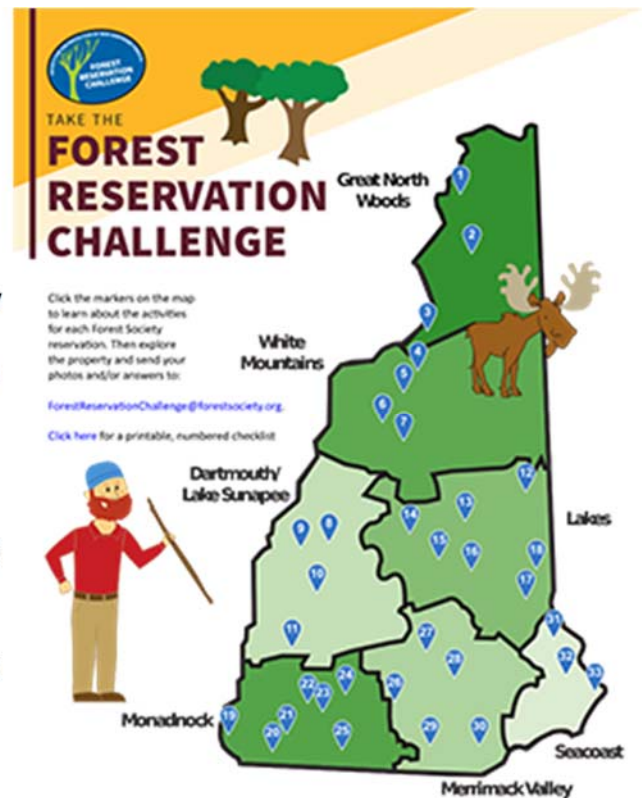 FOREST
RESERVATION
CHALLENGE
TAKE THE
FOREST
RESERVATION
CHALLENGE
Click the markers on the map
to learn about the activities
for each Forest Society
reservation. Then explore
the property and send your
photos and/or answers to:
ForestReservationChallenge@forestsociety.org.
Click here for a printable, numbered checklist
Great North
Woods
1
2
3
White
Mountains
4
5
6
7
Dartmouth/
Lake Sunapee
8
9
10
11
Lakes
12
13
14
15
16
17
18
Monadnock
19
20
21
22
23
24
25
Merrimack Valley
26
27
28
29
30
Seacoast
31
32
33